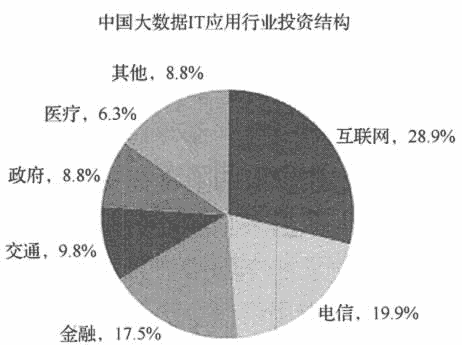 中国大数据IT应用行业投资结构
其他，8.8%
医疗，6.3%
互联网，28.9%
政府，8.8%
交通，9.8%
电信，19.9%
金融，17.5%